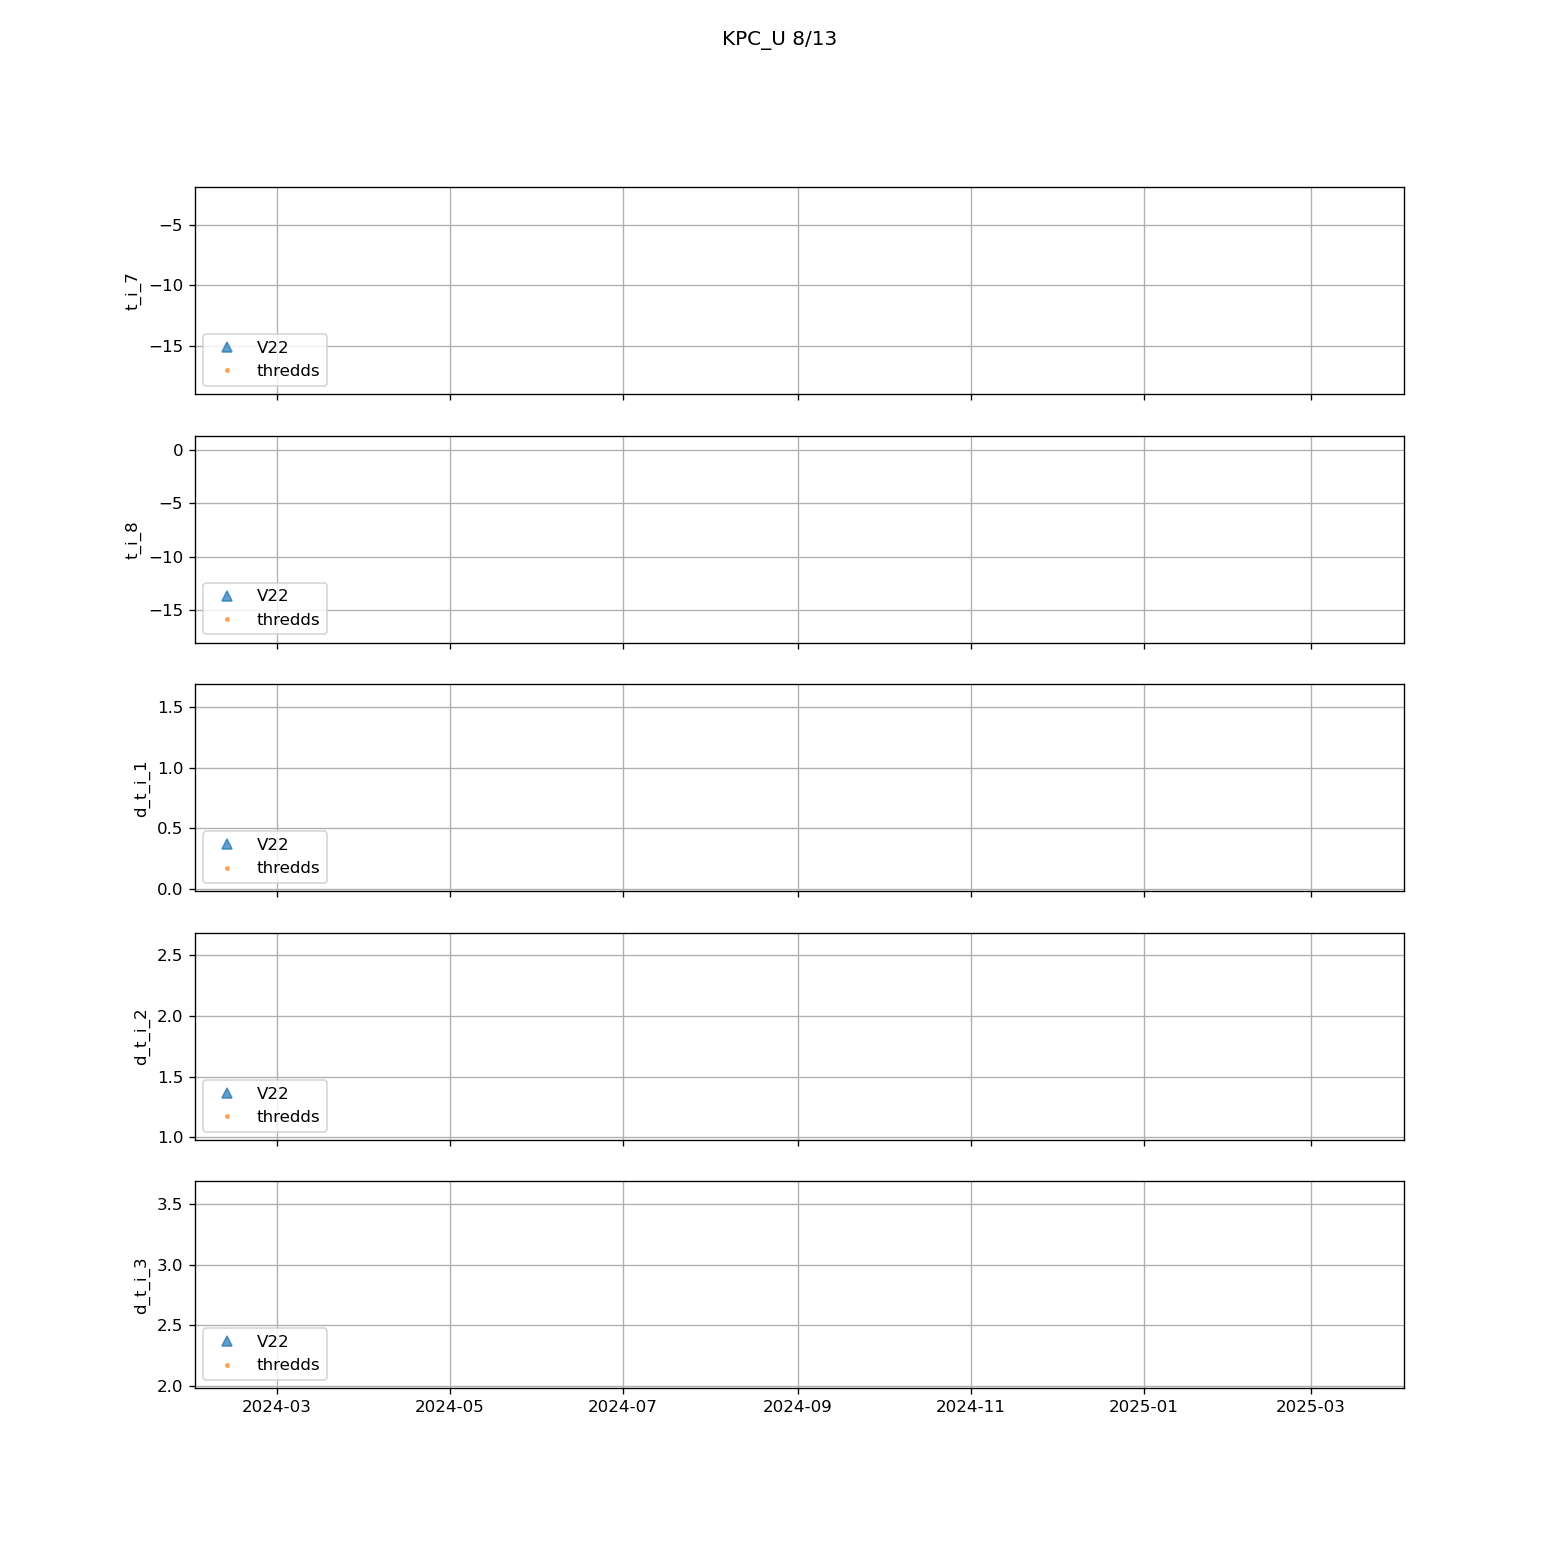 KPC_U 8/13
t_i_7
−5
−10
−15
V22
thredds
t_i_8
0
−5
−10
−15
V22
thredds
d_t_i_1
1.5
1.0
0.5
0.0
V22
thredds
d_t_i_2
2.5
2.0
1.5
1.0
V22
thredds
d_t_i_3
3.5
3.0
2.5
2.0
V22
thredds
2024-03 2024-05 2024-07 2024-09 2024-11 2025-01 2025-03